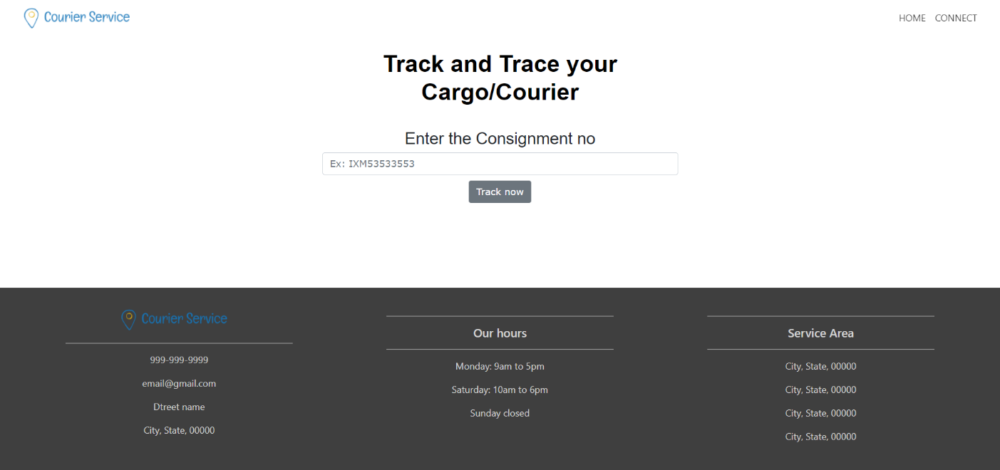 Courier Service
HOME CONNECT
Track and Trace your
Cargo/Courier
Enter the Consignment no
Ex: IXM53533553
Track now
Courier Service
999-999-9999
email@gmail.com
Dtreet name
City, State, 00000
Our hours
Monday: 9am to 5pm
Saturday: 10am to 6pm
Sunday closed
Service Area
City, State, 00000
City, State, 00000
City, State, 00000
City, State, 00000